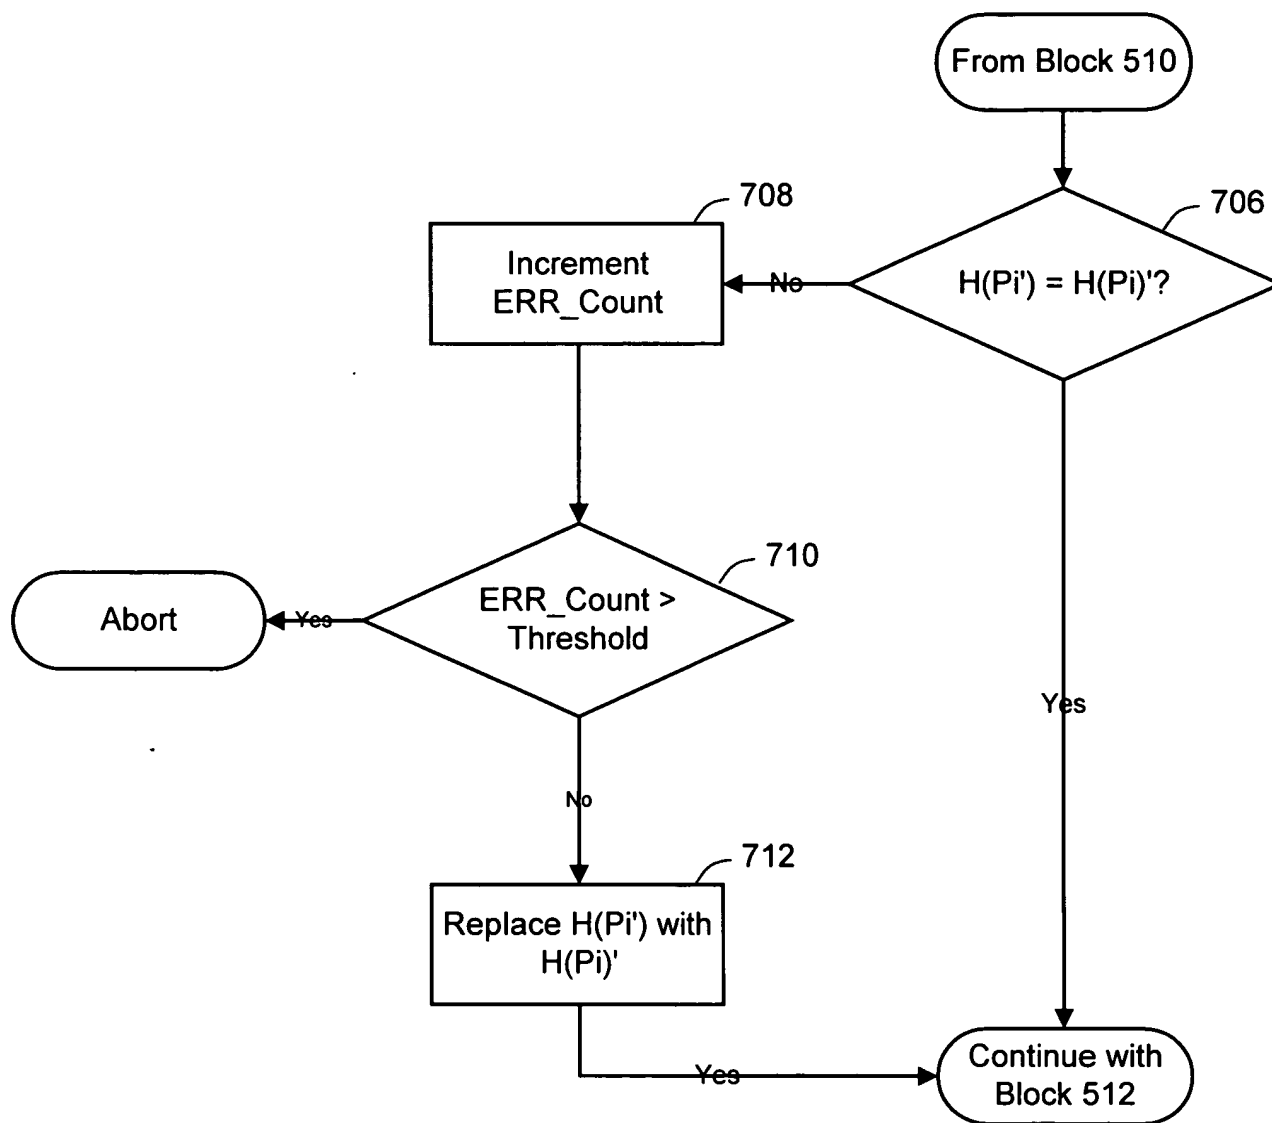 From Block 510
708
706
Increment
ERR_Count
No
H(Pi') = H(Pi)'?
710
Abort
Yes
ERR_Count >
Threshold
Yes
No
712
Replace H(Pi') with
H(Pi)'
Yes
Continue with
Block 512